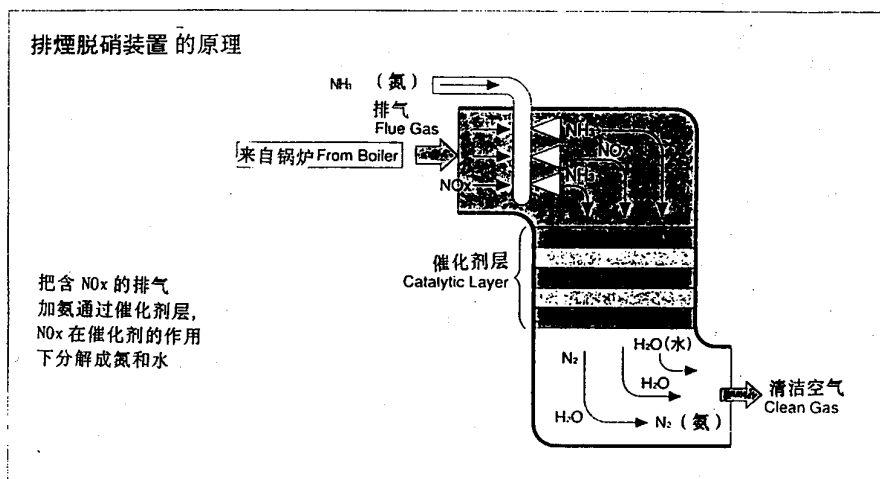 排煙脱硝装置 的原理
NH₃ （氮）
排气
Flue Gas
来自锅炉 From Boiler
NOx
NH₃
NOx
NH₃
催化剂层
Catalytic Layer
把含 NOx 的排气
加氨通过催化剂层,
NOx 在催化剂的作用
下分解成氮和水
H₂O (水)
N₂
H₂O
H₂O
N₂ (氨)
清洁空气
Clean Gas